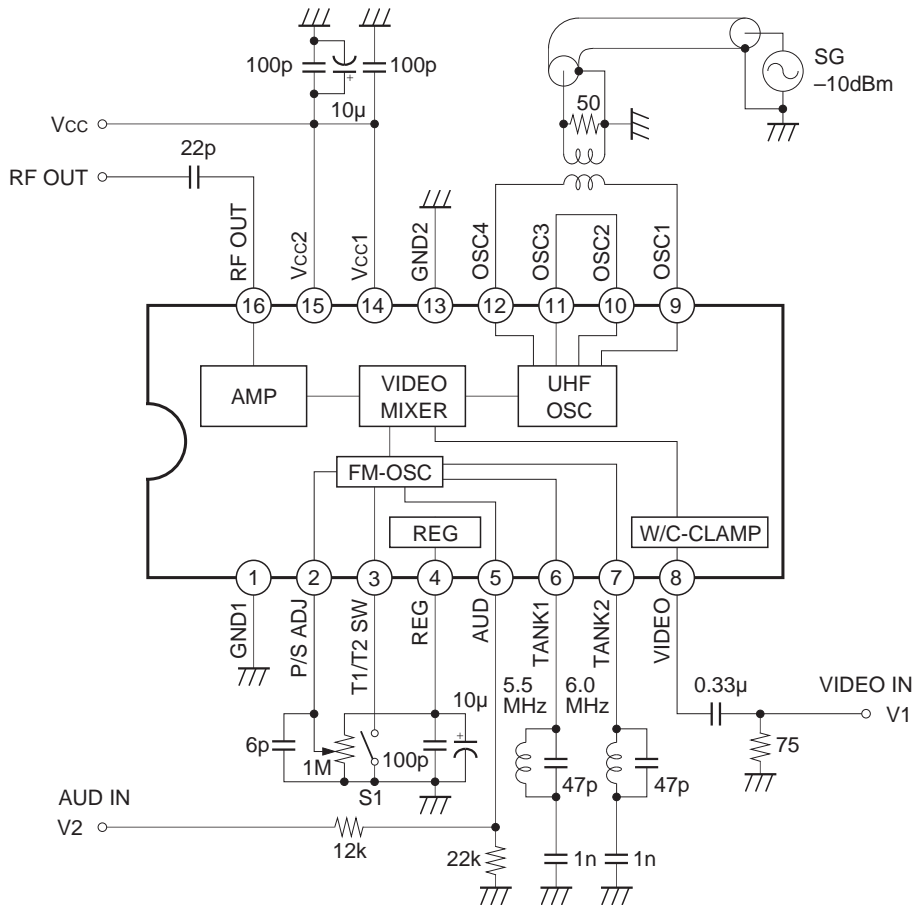 100p
100p
10μ
+
Vcc
22p
RF OUT
SG
–10dBm
50
RF OUT
Vcc2
Vcc1
GND2
OSC4
OSC3
OSC2
OSC1
16
15
14
13
12
11
10
9
AMP
VIDEO
MIXER
UHF
OSC
FM-OSC
REG
W/C-CLAMP
1
2
3
4
5
6
7
8
GND1
P/S ADJ
T1/T2 SW
REG
AUD
TANK1
TANK2
VIDEO
5.5
MHz
6.0
MHz
0.33μ
VIDEO IN
V1
75
10μ
+
6p
1M
100p
S1
47p
47p
AUD IN
V2
12k
22k
1n
1n